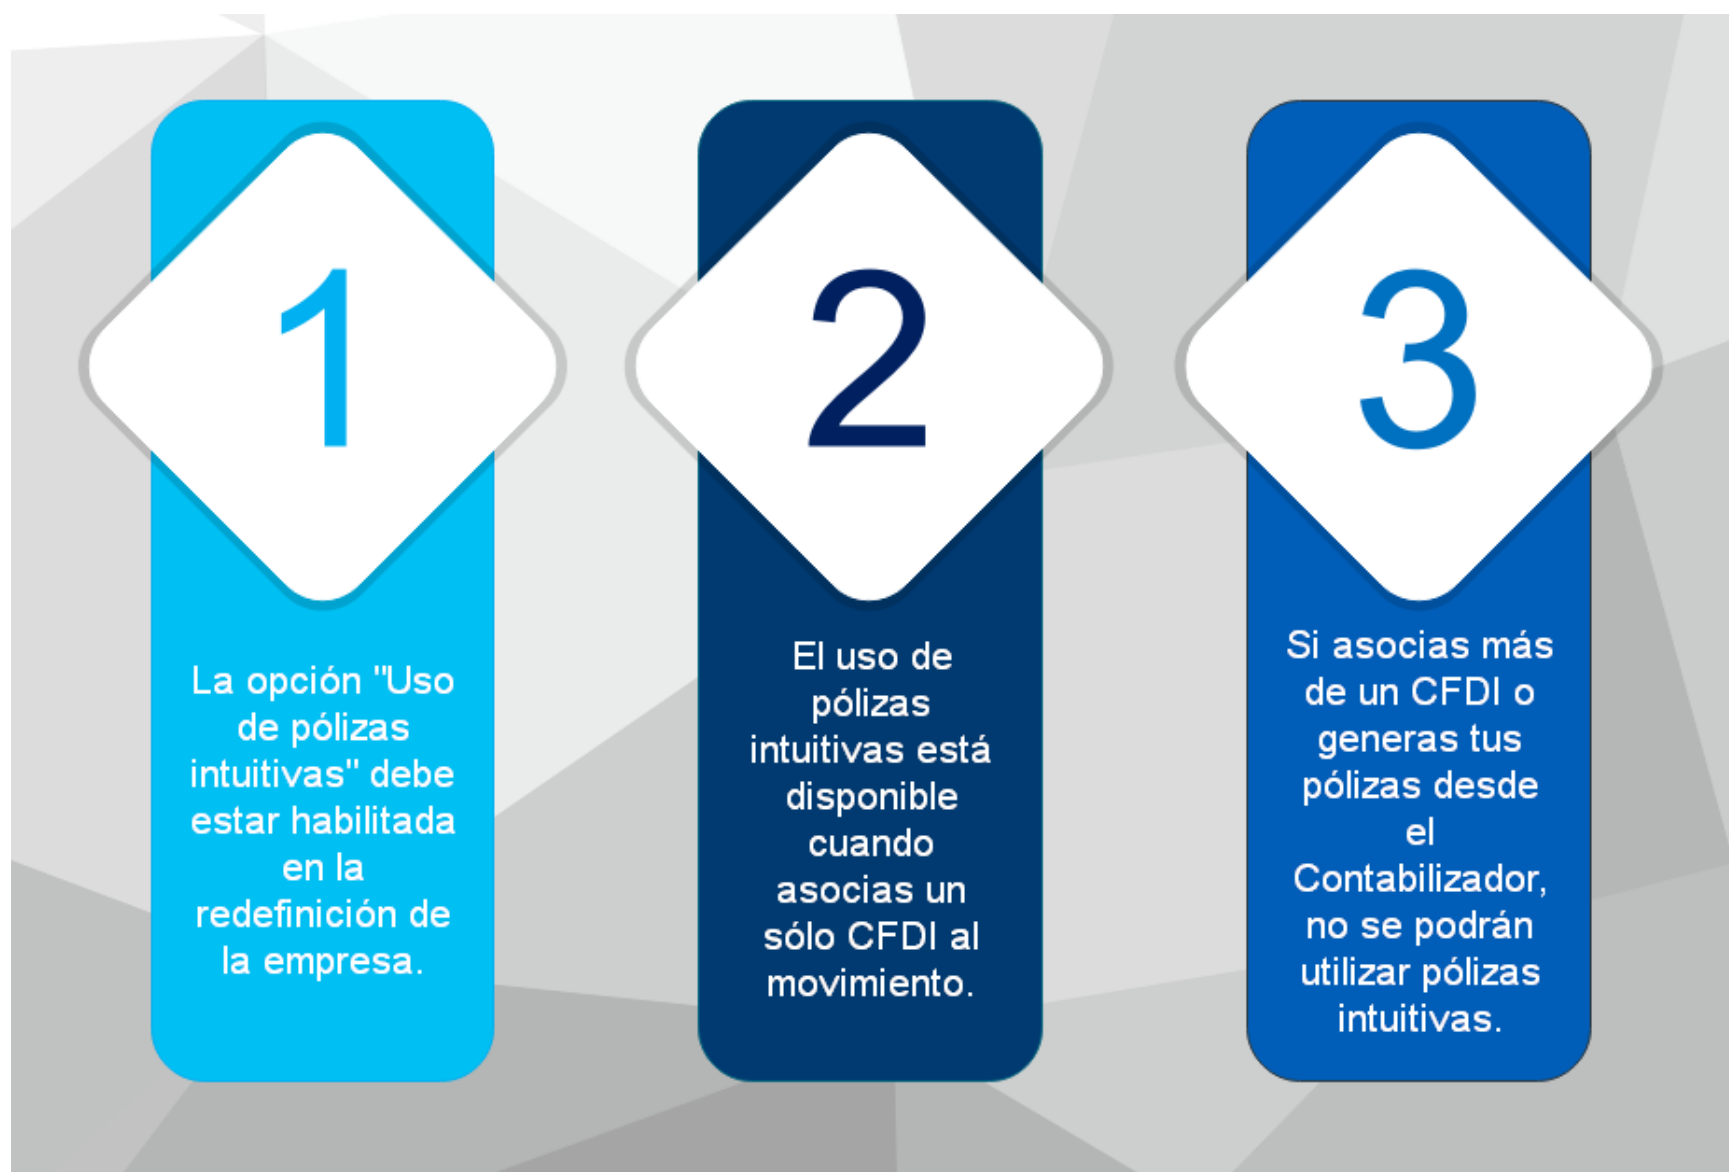 1
La opción "Uso
de pólizas
intuitivas" debe
estar habilitada
en la
redefinición de
la empresa.
2
El uso de
pólizas
intuitivas está
disponible
cuando
asocias un
sólo CFDI al
movimiento.
3
Si asocias más
de un CFDI o
generas tus
pólizas desde
el
Contabilizador,
no se podrán
utilizar pólizas
intuitivas.